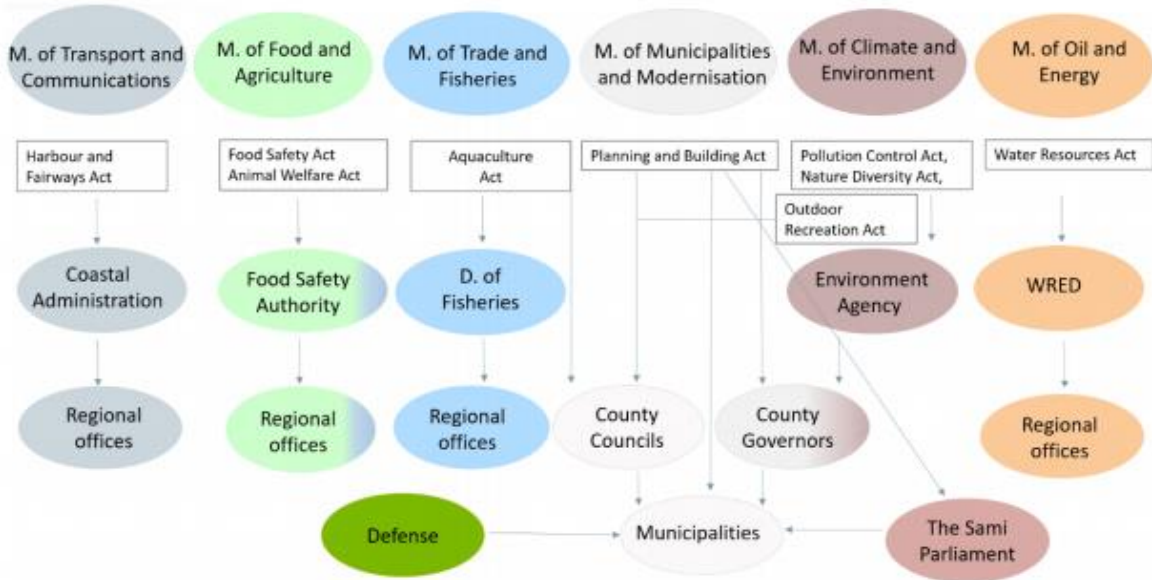 M. of Transport and
Communications
M. of Food and
Agriculture
M. of Trade and
Fisheries
M. of Municipalities
and Modernisation
M. of Climate and
Environment
M. of Oil and
Energy
Harbour and
Fairways Act
Food Safety Act
Animal Welfare Act
Aquaculture
Act
Planning and Building Act
Pollution Control Act,
Nature Diversity Act,
Water Resources Act
Outdoor
Recreation Act
Coastal
Administration
Food Safety
Authority
D. of
Fisheries
Environment
Agency
WRED
Regional
offices
Regional
offices
Regional
offices
County
Councils
County
Governors
Regional
offices
Defense
Municipalities
The Sami
Parliament